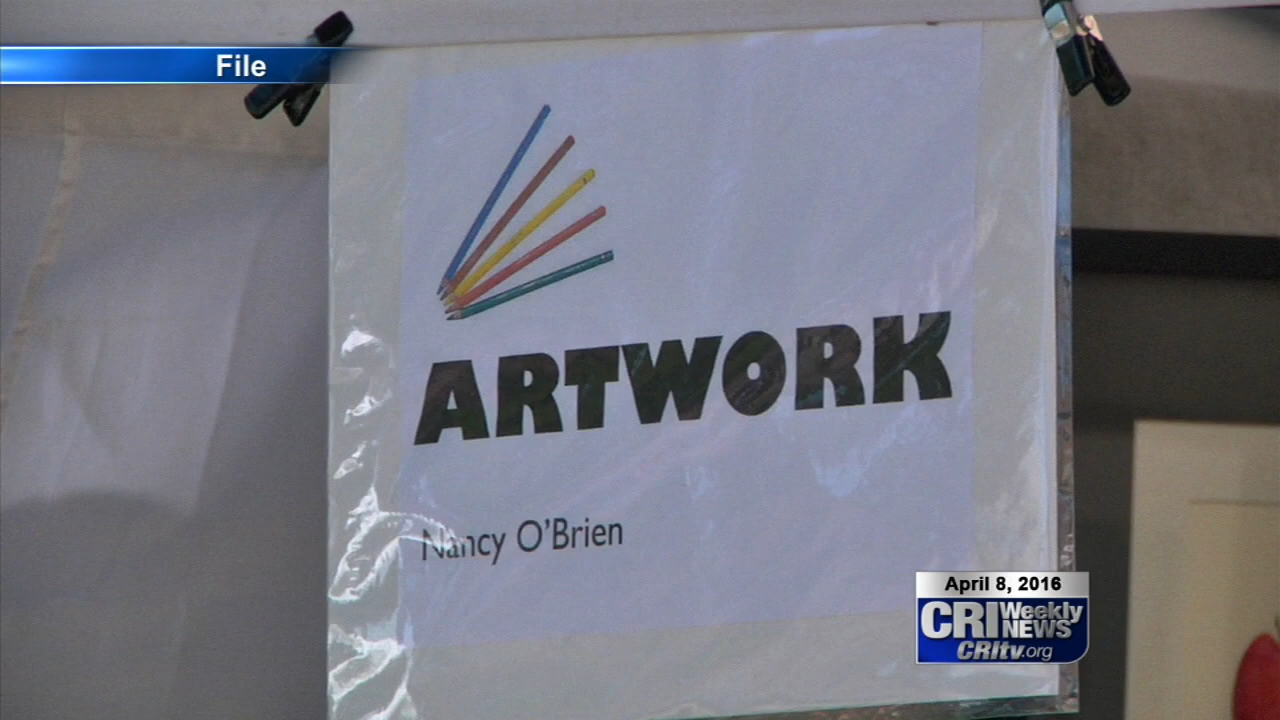 File
ARTWORK
Nancy O'Brien
April 8, 2016
CRI Weekly NEWS
CRItv.org